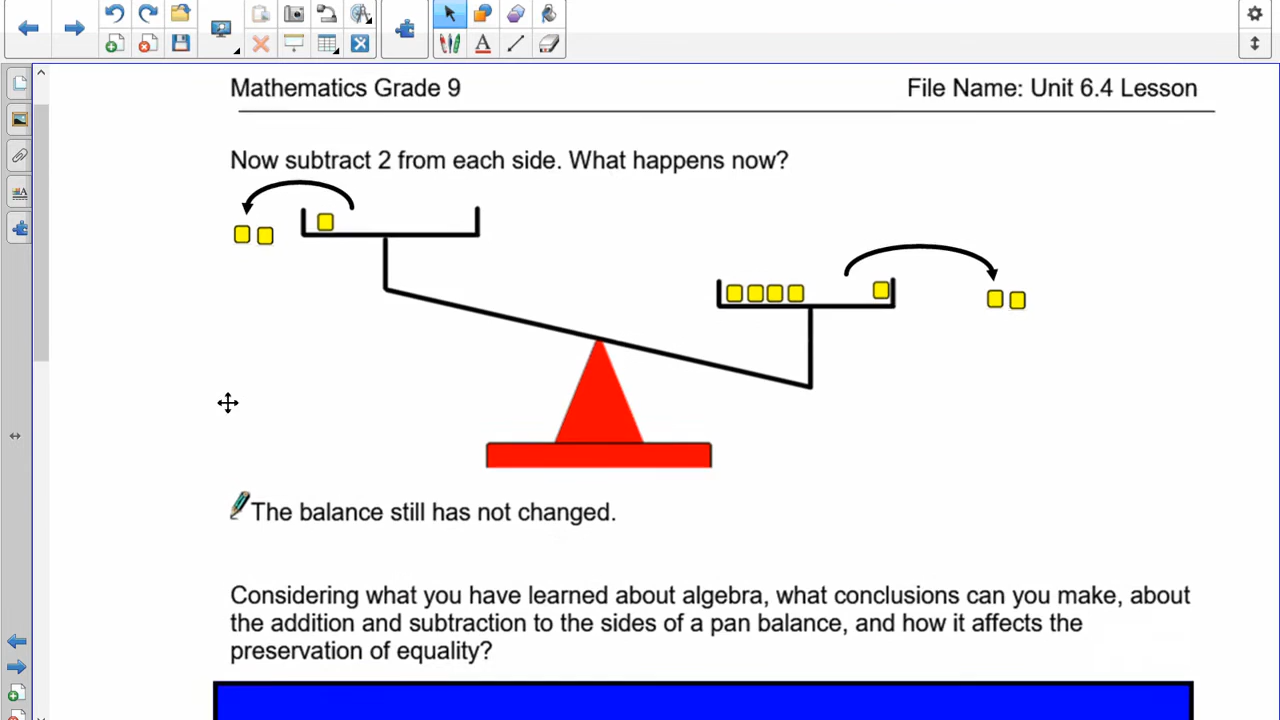 Mathematics Grade 9
File Name: Unit 6.4 Lesson
Now subtract 2 from each side. What happens now?
The balance still has not changed.
Considering what you have learned about algebra, what conclusions can you make, about
the addition and subtraction to the sides of a pan balance, and how it affects the
preservation of equality?